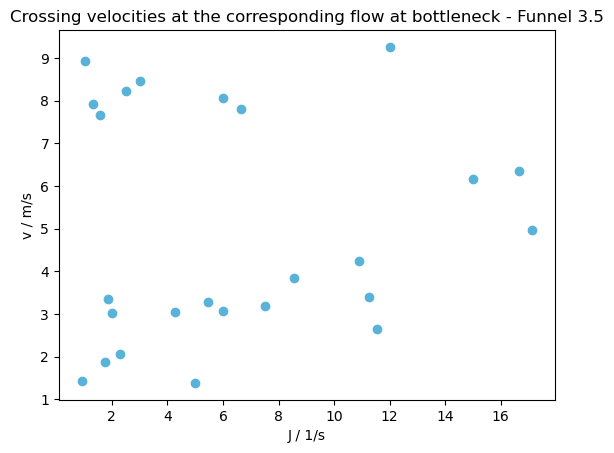 Crossing velocities at the corresponding flow at bottleneck - Funnel 3.5
9
8
7
6
5
4
3
2
1
v / m/s
2 4 6 8 10 12 14 16
J / 1/s